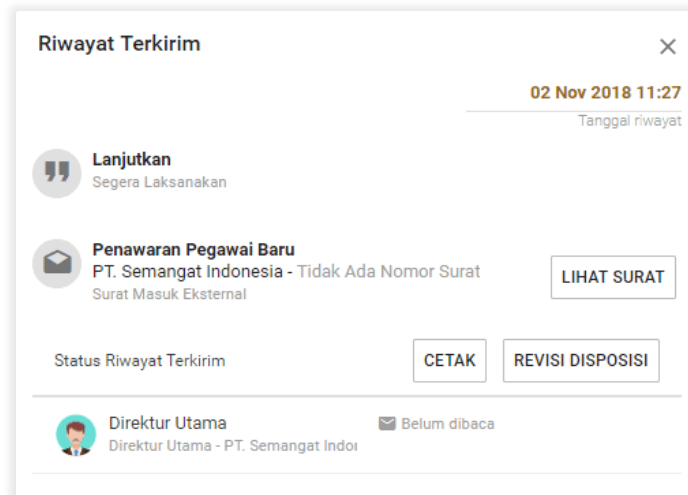 Riwayat Terkirim
02 Nov 2018 11:27
Tanggal riwayat
Lanjutkan
Segera Laksanakan
Penawaran Pegawai Baru
PT. Semangat Indonesia - Tidak Ada Nomor Surat
LIHAT SURAT
Surat Masuk Eksternal
Status Riwayat Terkirim
CETAK
REVISI DISPOSISI
Direktur Utama
Belum dibaca
Direktur Utama - PT. Semangat Indo